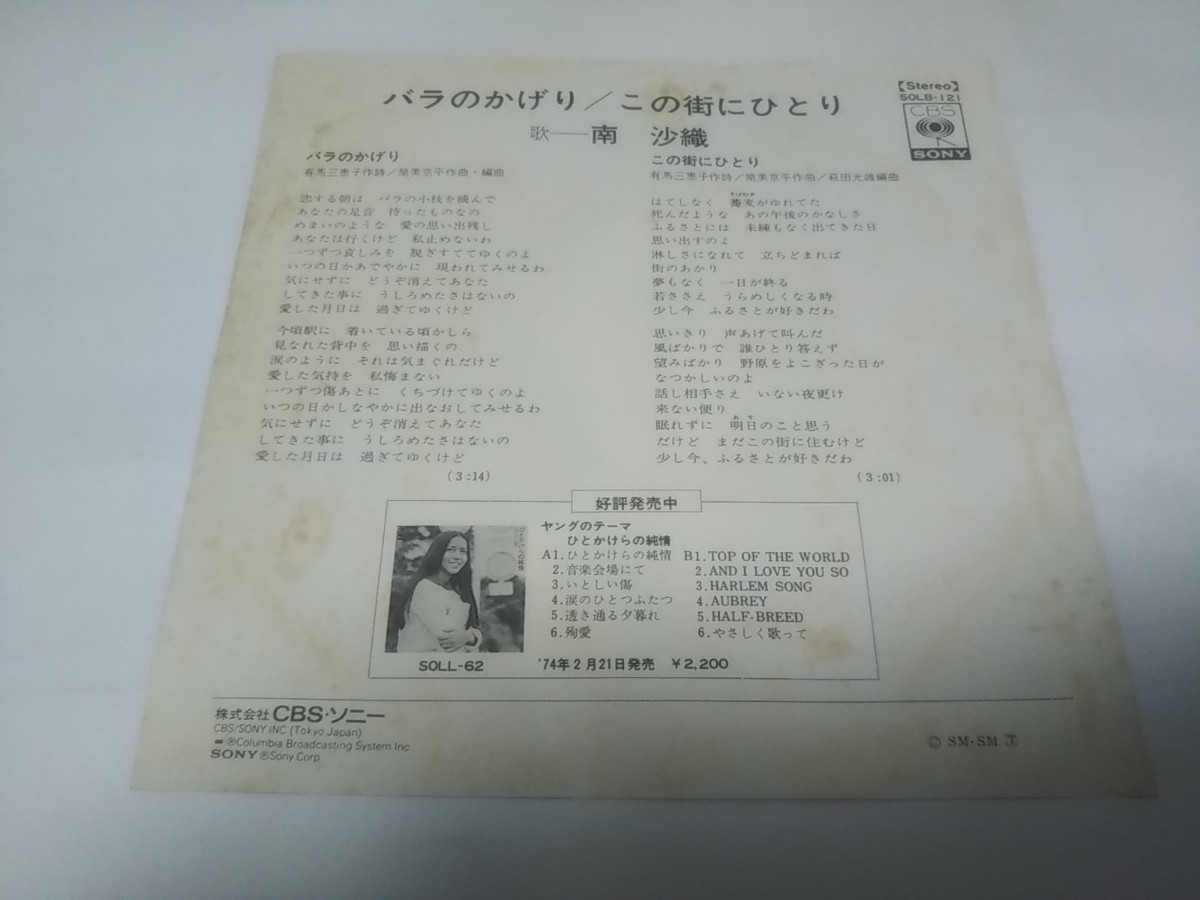 バラのかげり／この街にひとり
歌──南 沙織
【Stereo】
SOLB-121
CBS
SONY
バラのかげり
有馬三恵子作詩／筒美京平作曲・編曲
恋する朝は バラの小枝を摘んで
あなたの足音 待ったものなの
めまいのような 愛の思い出残し
あなたは行くけど 私止めないわ
一つずつ哀しみを 脱ぎすててゆくのよ
いつの日かあでやかに 現われてみせるわ
気にせずに どうぞ消えてあなた
してきた事に うしろめたさはないの
愛した月日は 過ぎてゆくけど
今頃駅に 着いている頃かしら
見なれた背中を 思い描くの
涙のように それは気まぐれだけど
愛した気持を 私悔まない
一つずつ傷あとに くちづけてゆくのよ
いつの日かしなやかに出なおしてみせるわ
気にせずに どうぞ消えてあなた
してきた事に うしろめたさはないの
愛した月日は 過ぎてゆくけど
(3:14)
この街にひとり
有馬三恵子作詩／筒美京平作曲／萩田光雄編曲
はてしなく 蕎麦がゆれてた
死んだような あの午後のかなしさ
ふるさとには 未練もなく出てきた日
思い出すのよ
淋しさになれて 立ちどまれば
街のあかり
夢もなく 一日が終る
若ささえ うらめしくなる時
少し今 ふるさとが好きだわ
思いきり 声あげて叫んだ
風ばかりで 誰ひとり答えず
望みばかり 野原をよこぎった日が
なつかしいのよ
話し相手さえ いない夜更け
来ない便り
あす
眠れずに 明日のこと思う
だけど まだこの街に住むけど
少し今、ふるさとが好きだわ
(3:01)
好評発売中
ひとかけらの純情
ヤングのテーマ
ひとかけらの純情
A1.ひとかけらの純情
2.音楽会場にて
3.いとしい傷
4.涙のひとつふたつ
5.透き通る夕暮れ
6.殉愛
B1.TOP OF THE WORLD
2.AND I LOVE YOU SO
3.HARLEM SONG
4.AUBREY
5.HALF-BREED
6.やさしく歌って
SOLL-62
'74年2月21日発売 ￥2,200
株式会社CBS・ソニー
CBS/SONY INC (Tokyo Japan)
®Columbia Broadcasting System Inc
SONY ®Sony Corp
© SM・SM